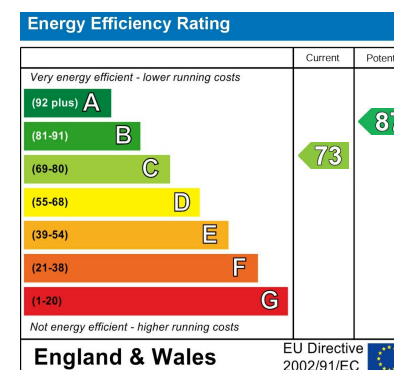 Energy Efficiency Rating
Current
Very energy efficient - lower running costs
(92 plus) A
(81-91) B
87
(69-80) C
73
(55-68) D
(39-54) E
(21-38) F
(1-20) G
Not energy efficient - higher running costs
England & Wales
EU Directive
2002/91/EC